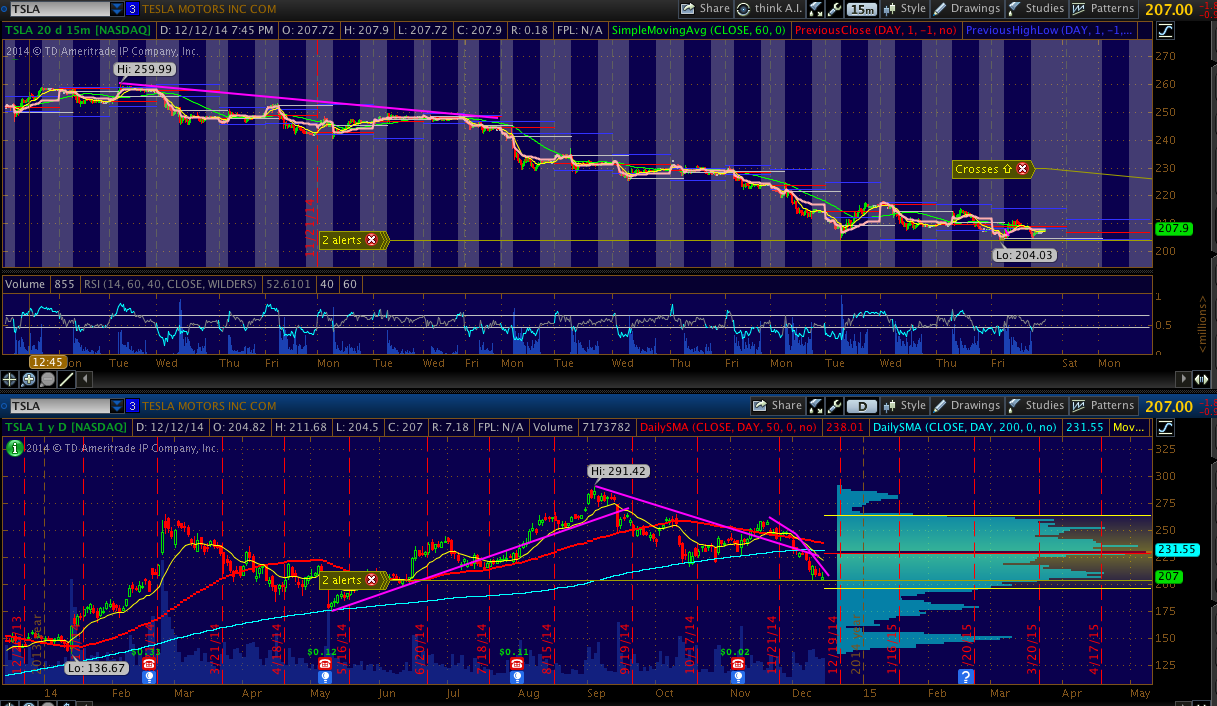 TSLA 3 TESLA MOTORS INC COM Share think A.I. 15m Style Drawings Studies Patterns 207.00
TSLA 20 d 15m [NASDAQ] D: 12/12/14 7:45 PM O: 207.72 H: 207.9 L: 207.72 C: 207.9 R: 0.18 FPL: N/A SimpleMovingAvg (CLOSE, 60, 0) PreviousClose (DAY, 1, -1, no) PreviousHighLow (DAY, 1, -1,...
2014 © TD Ameritrade IP Company, Inc.
270
Hi: 259.99
260
250
240
230
Crosses
220
210
207.9
2 alerts
200
Lo: 204.03
Volume 855 RSI (14, 60, 40, CLOSE, WILDERS) 52.6101 40 60
1
0.5
0
<millions>
12:45 on Tue Wed Thu Fri Mon Tue Wed Fri Mon Tue Wed Thu Fri Mon Tue Wed Thu Fri Sat Mon
TSLA 3 TESLA MOTORS INC COM Share D Style Drawings Studies Patterns 207.00
TSLA 1 y D [NASDAQ] D: 12/12/14 O: 204.82 H: 211.68 L: 204.5 C: 207 R: 7.18 FPL: N/A Volume 7173782 DailySMA (CLOSE, DAY, 50, 0, no) 238.01 DailySMA (CLOSE, DAY, 200, 0, no) 231.55 Mov...
2014 © TD Ameritrade IP Company, Inc.
325
Hi: 291.42
300
275
250
231.55
2 alerts
207
200
175
150
125
Lo: 136.67
$0.33 $0.12 $0.11 $0.02
3/21/14 4/18/14 5/16/14 6/20/14 7/18/14 8/15/14 9/19/14 10/17/14 11/21/14 12/19/14 1/16/15 3/20/15 4/17/15
14 Feb Mar Apr May Jun Jul Aug Sep Oct Nov Dec 15 Feb Mar Apr May